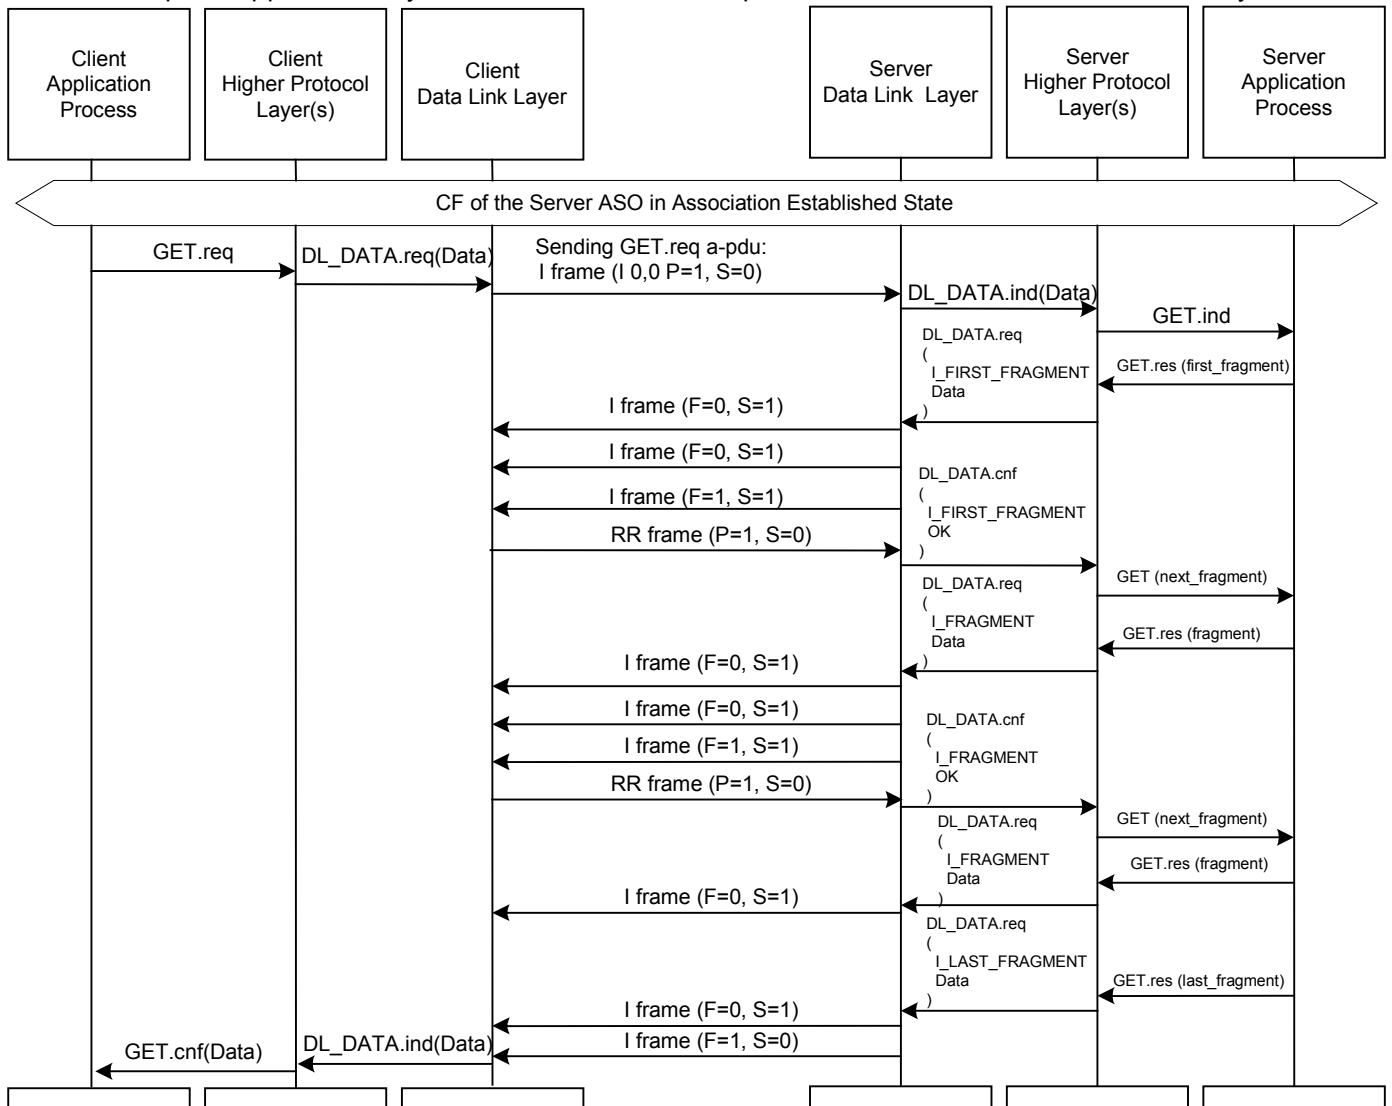 Client
Application
Process
Client
Higher Protocol
Layer(s)
Client
Data Link Layer
Server
Data Link Layer
Server
Higher Protocol
Layer(s)
Server
Application
Process
CF of the Server ASO in Association Established State
GET.req
DL_DATA.req(Data)
Sending GET.req a-pdu:
I frame (I 0,0 P=1, S=0)
DL_DATA.ind(Data)
GET.ind
DL_DATA.req
(
I_FIRST_FRAGMENT
Data
)
GET.res (first_fragment)
I frame (F=0, S=1)
I frame (F=0, S=1)
I frame (F=1, S=1)
RR frame (P=1, S=0)
DL_DATA.cnf
(
I_FIRST_FRAGMENT
OK
)
GET (next_fragment)
DL_DATA.req
(
I_FRAGMENT
Data
)
GET.res (fragment)
I frame (F=0, S=1)
I frame (F=0, S=1)
I frame (F=1, S=1)
RR frame (P=1, S=0)
DL_DATA.cnf
(
I_FRAGMENT
OK
)
GET (next_fragment)
DL_DATA.req
(
I_FRAGMENT
Data
)
GET.res (fragment)
I frame (F=0, S=1)
DL_DATA.req
(
I_LAST_FRAGMENT
Data
)
GET.res (last_fragment)
I frame (F=0, S=1)
I frame (F=1, S=0)
DL_DATA.ind(Data)
GET.cnf(Data)